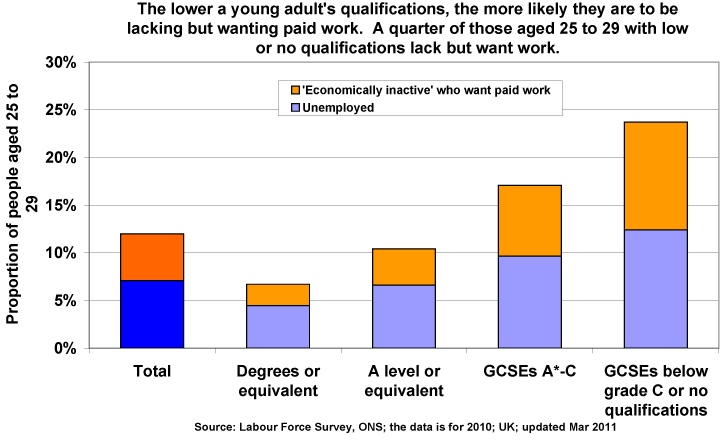 The lower a young adult's qualifications, the more likely they are to be
lacking but wanting paid work.  A quarter of those aged 25 to 29 with low
or no qualifications lack but want work.
30%
25%
20%
15%
10%
5%
0%
Proportion of people aged 25 to
29
'Economically inactive' who want paid work
Unemployed
Total
Degrees or
equivalent
A level or
equivalent
GCSEs A*-C
GCSEs below
grade C or no
qualifications
Source: Labour Force Survey, ONS; the data is for 2010; UK; updated Mar 2011